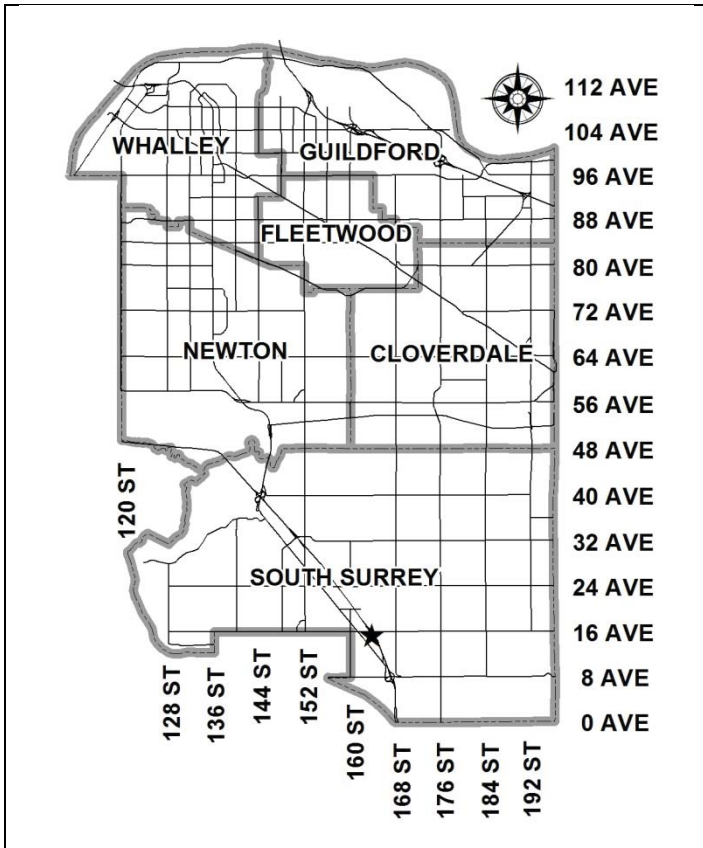 112 AVE
104 AVE
WHALLEY
GUILDFORD
96 AVE
88 AVE
FLEETWOOD
80 AVE
72 AVE
NEWTON
CLOVERDALE
64 AVE
56 AVE
48 AVE
120 ST
40 AVE
32 AVE
SOUTH SURREY
24 AVE
16 AVE
128 ST
136 ST
144 ST
152 ST
160 ST
8 AVE
0 AVE
168 ST
176 ST
184 ST
192 ST